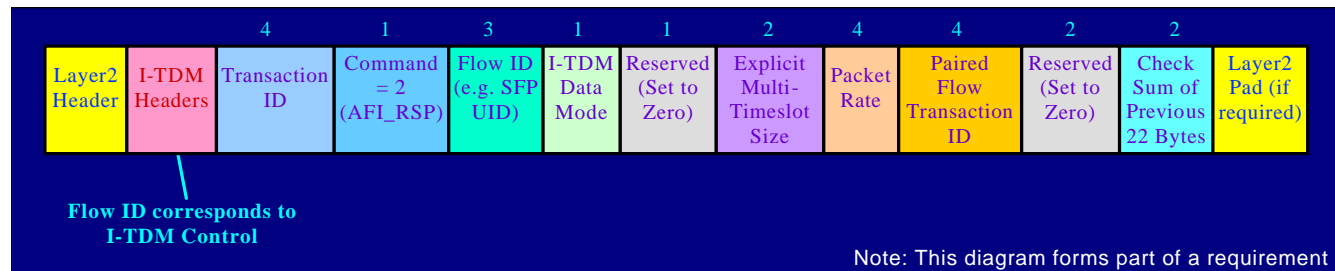 4 1 3 1 1 2 4 4 2 2
Layer2
Header
I-TDM
Headers
Transaction
ID
Command
= 2
(AFI_RSP)
Flow ID
(e.g. SFP
UID)
I-TDM
Data
Mode
Reserved
(Set to
Zero)
Explicit
Multi-
Timeslot
Size
Packet
Rate
Paired
Flow
Transaction
ID
Reserved
(Set to
Zero)
Check
Sum of
Previous
22 Bytes
Layer2
Pad (if
required)
Flow ID corresponds to
I-TDM Control
Note: This diagram forms part of a requirement